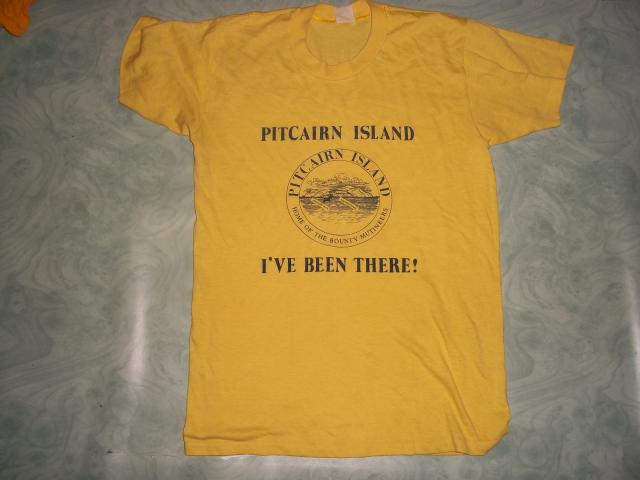 PITCAIRN ISLAND
PITCAIRN ISLAND
HOME OF THE BOUNTY MUTINEERS
I'VE BEEN THERE!